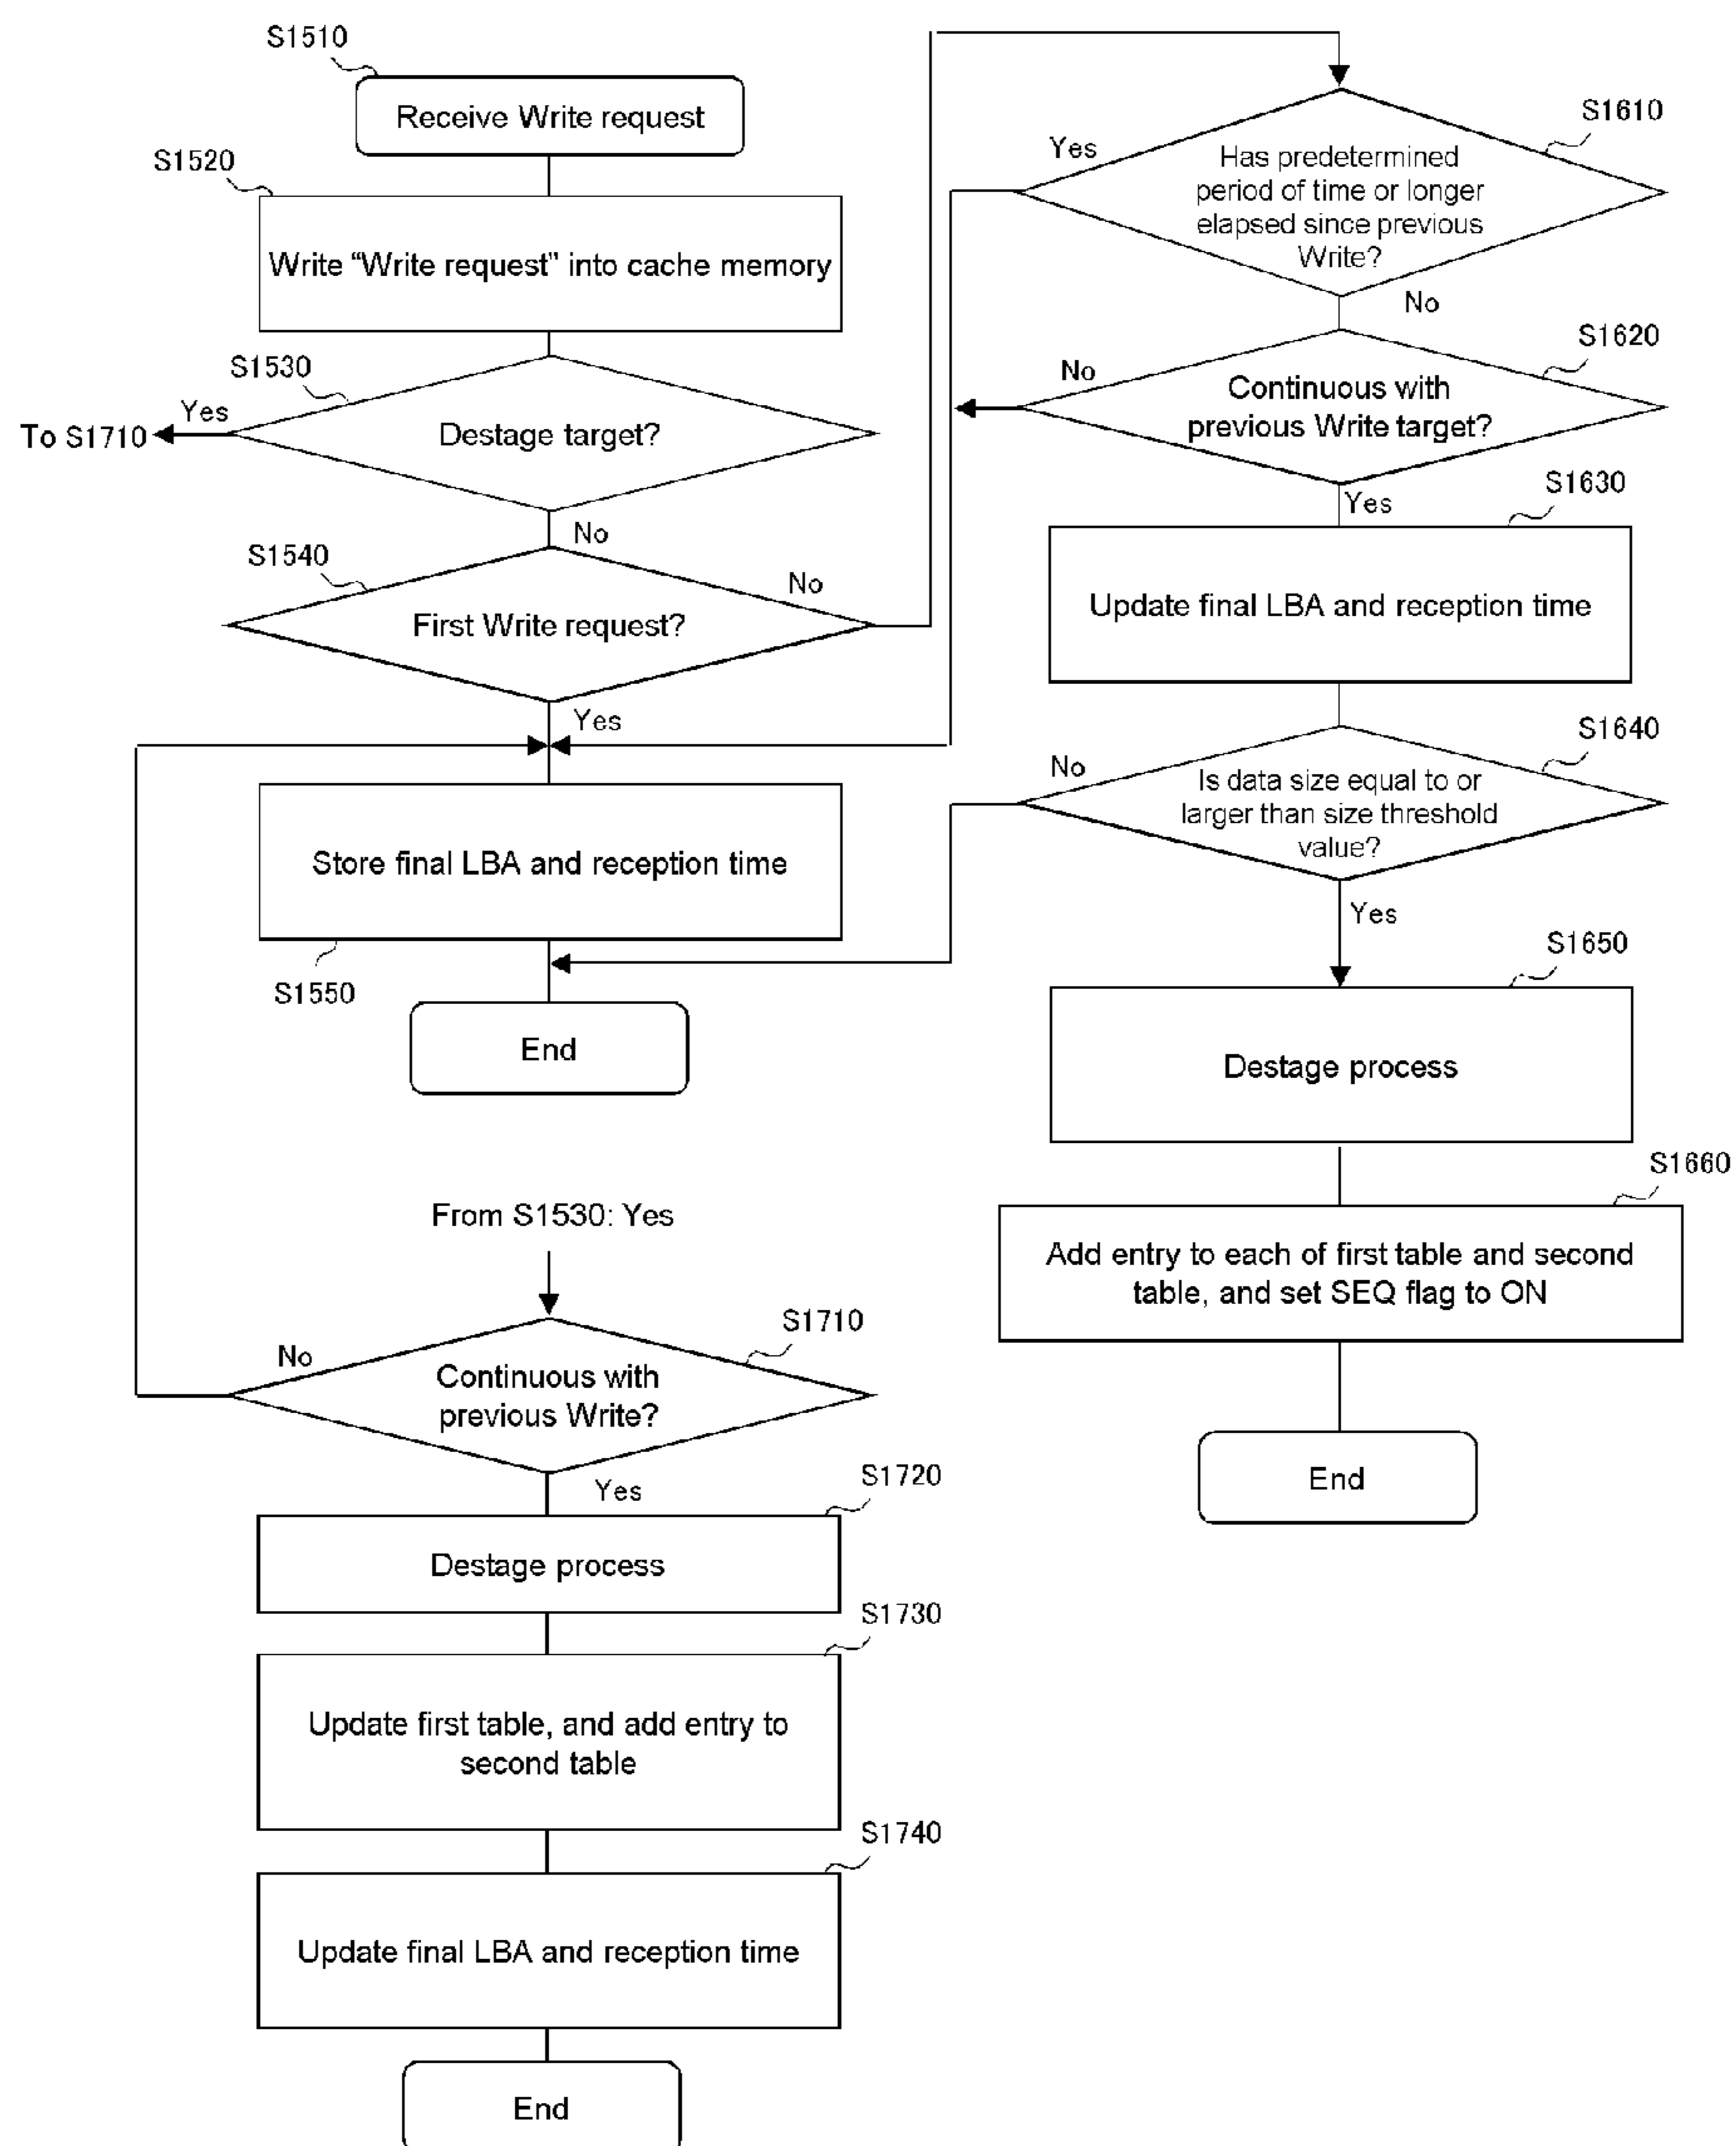 S1510
Receive Write request
S1520
Write “Write request” into cache memory
S1530
Yes
To S1710
Destage target?
No
S1540
No
First Write request?
Yes
Store final LBA and reception time
S1550
End
S1610
Yes
Has predetermined
period of time or longer
elapsed since previous
Write?
No
S1620
No
Continuous with
previous Write target?
Yes
S1630
Update final LBA and reception time
S1640
No
Is data size equal to or
larger than size threshold
value?
Yes
S1650
Destage process
S1660
Add entry to each of first table and second
table, and set SEQ flag to ON
End
From S1530: Yes
S1710
No
Continuous with
previous Write?
Yes
S1720
Destage process
S1730
Update first table, and add entry to
second table
S1740
Update final LBA and reception time
End